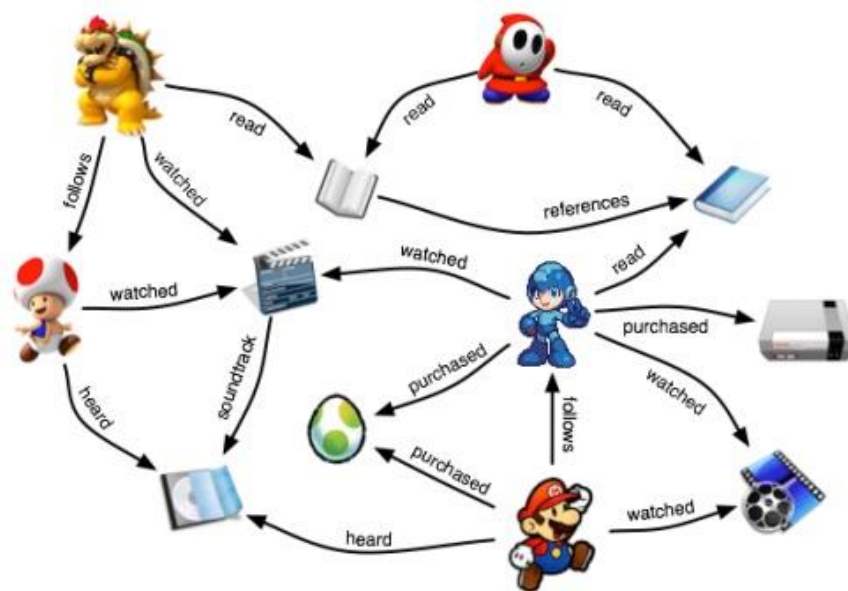 read
read
read
follows
watched
references
watched
read
watched
purchased
soundtrack
purchased
watched
heard
follows
purchased
watched
heard